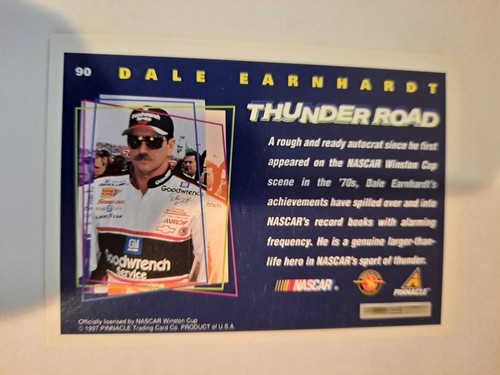 90 DALE EARNHARDT
THUNDER ROAD
A rough and ready autocrat since he first
appeared on the NASCAR Winston Cup
scene in the '70s, Dale Earnhardt's
achievements have spilled over and into
NASCAR's record books with alarming
frequency. He is a genuine larger-than-
life hero in NASCAR's sport of thunder.
Goodwrench
GM
Goodwrench
Service
NASCAR
PINNACLE
Officially licensed by NASCAR Winston Cup
© 1997 PINNACLE Trading Card Co. PRODUCT of U.S.A.